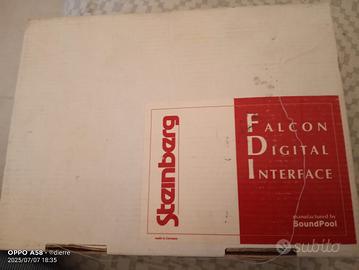 Steinberg
made in Germany
FALCON
DIGITAL
INTERFACE
manufactured by
SoundPool
OPPO A58 · @dierre
2025/07/07 18:35
subito